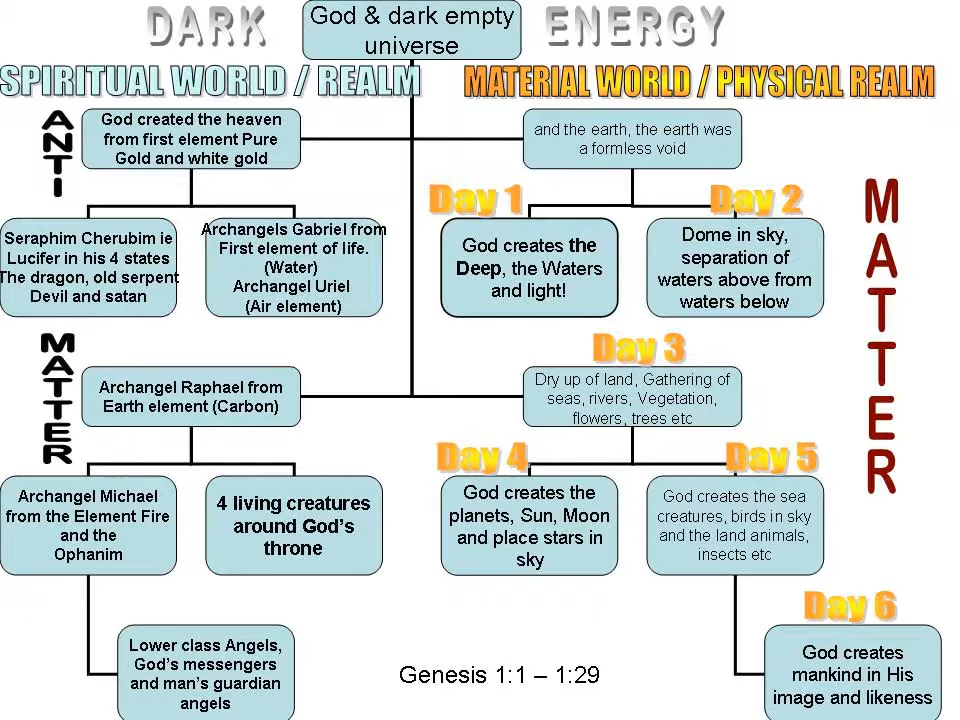 DARK
God & dark empty
universe
ENERGY
SPIRITUAL WORLD / REALM
MATERIAL WORLD / PHYSICAL REALM
ANTI
God created the heaven
from first element Pure
Gold and white gold
and the earth, the earth was
a formless void
MATTER
Seraphim Cherubim ie
Lucifer in his 4 states
The dragon, old serpent
Devil and satan
Archangels Gabriel from
First element of life.
(Water)
Archangel Uriel
(Air element)
Day 1
God creates the
Deep, the Waters
and light!
Day 2
Dome in sky,
separation of
waters above from
waters below
MATTER
Archangel Raphael from
Earth element (Carbon)
Day 3
Dry up of land, Gathering of
seas, rivers, Vegetation,
flowers, trees etc
Archangel Michael
from the Element Fire
and the
Ophanim
4 living creatures
around God's
throne
Day 4
God creates the
planets, Sun, Moon
and place stars in
sky
Day 5
God creates the sea
creatures, birds in sky
and the land animals,
insects etc
Lower class Angels,
God's messengers
and man's guardian
angels
Genesis 1:1 – 1:29
Day 6
God creates
mankind in His
image and likeness